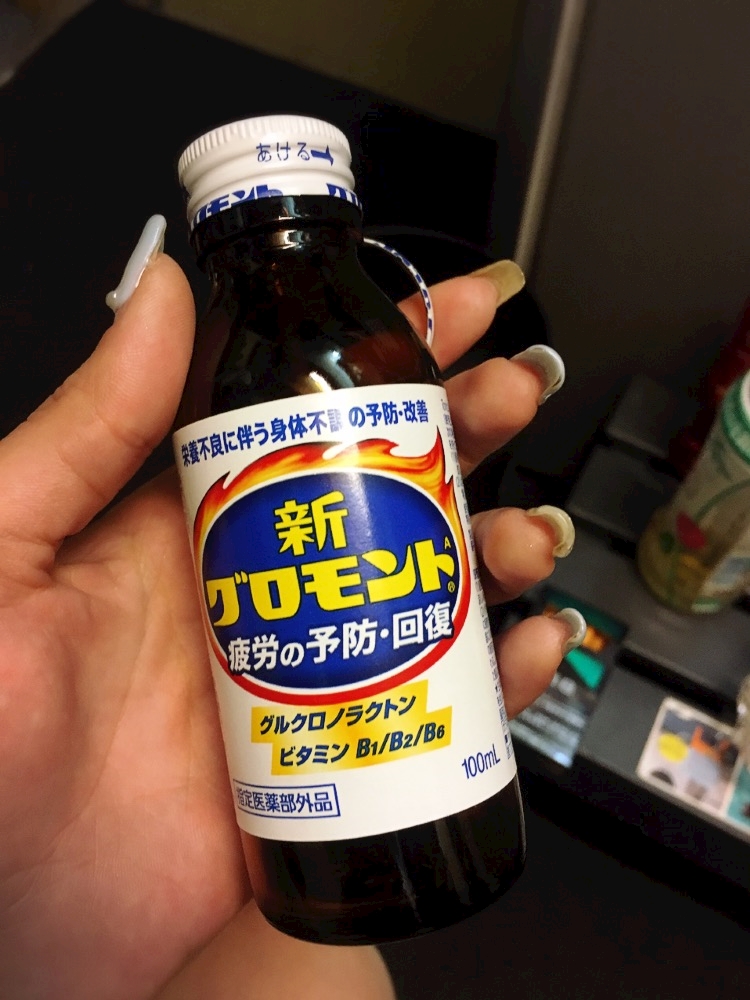 あける
栄養不良に伴う身体不調の予防・改善
新
グロモントA®
疲労の予防・回復
グルクロノラクトン
ビタミン B1/B2/B6
100mL
指定医薬部外品